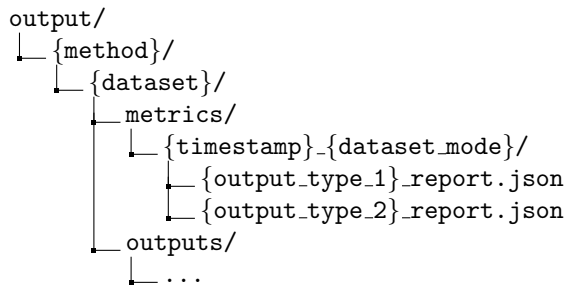 output/
{method}/
{dataset}/
metrics/
{timestamp}_{dataset_mode}/
{output_type_1}_report.json
{output_type_2}_report.json
outputs/
...